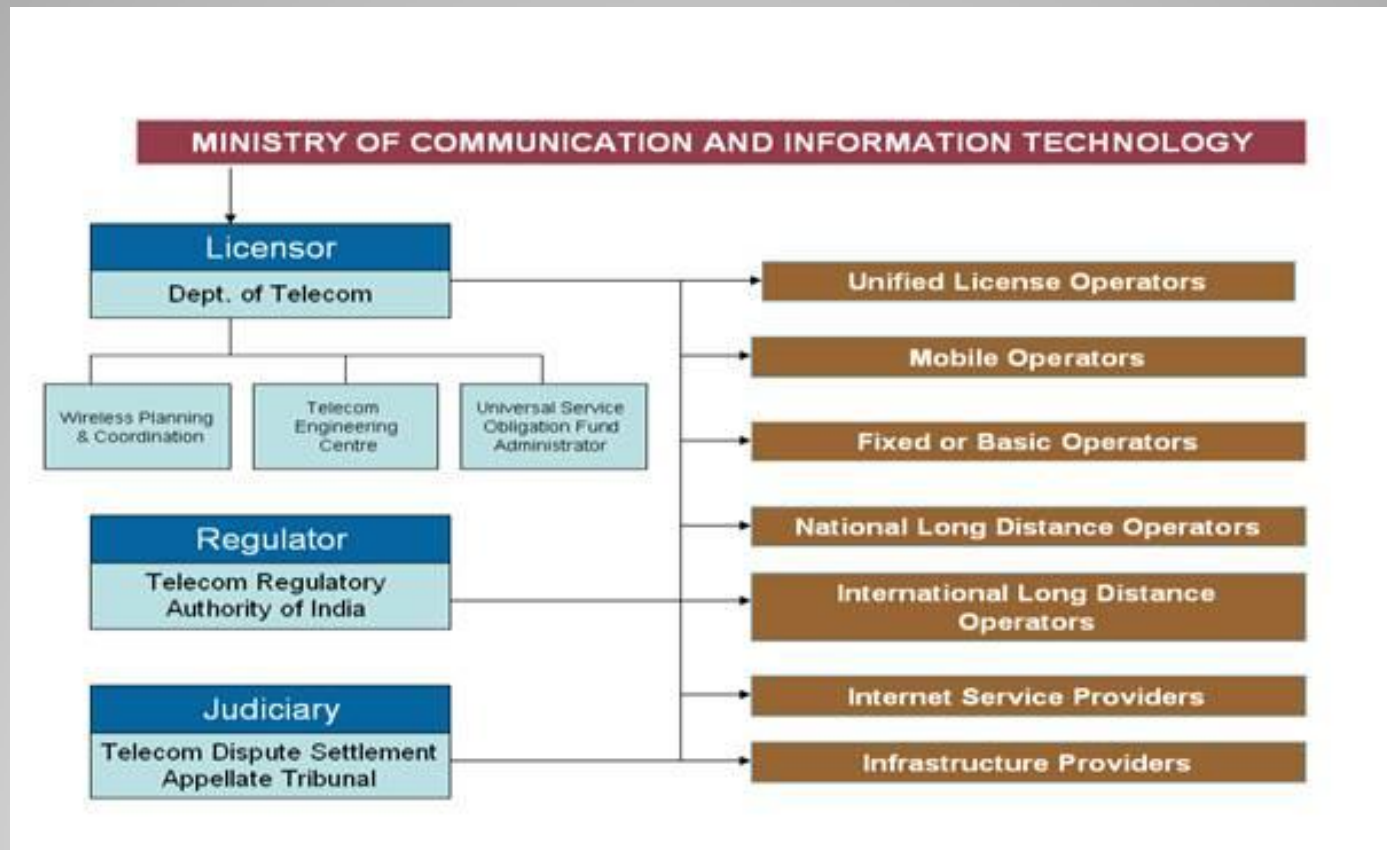 MINISTRY OF COMMUNICATION AND INFORMATION TECHNOLOGY
Licensor
Dept. of Telecom
Wireless Planning
& Coordination
Telecom
Engineering
Centre
Universal Service
Obligation Fund
Administrator
Regulator
Telecom Regulatory
Authority of India
Judiciary
Telecom Dispute Settlement
Appellate Tribunal
Unified License Operators
Mobile Operators
Fixed or Basic Operators
National Long Distance Operators
International Long Distance
Operators
Internet Service Providers
Infrastructure Providers